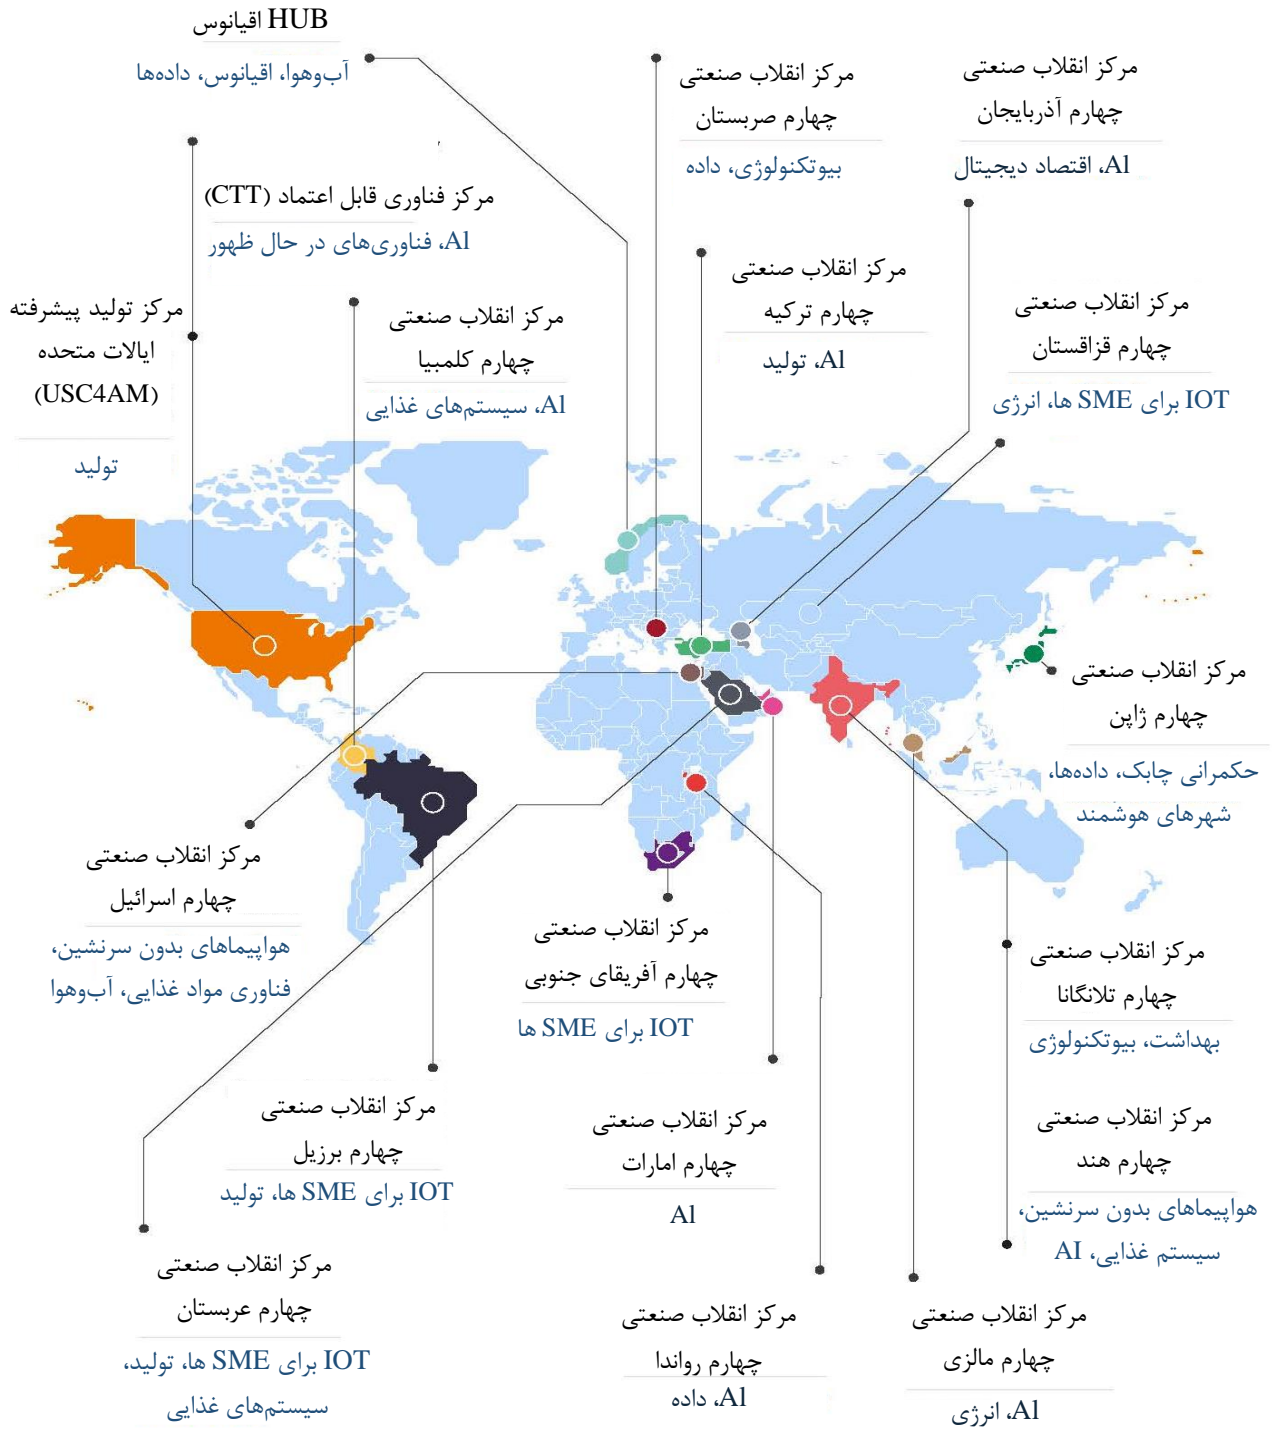 HUB اقیانوس
آب‌وهوا، اقیانوس، داده‌ها
مرکز انقلاب صنعتی
چهارم صربستان
بیوتکنولوژی، داده
مرکز انقلاب صنعتی
چهارم آذربایجان
Al، اقتصاد دیجیتال
مرکز فناوری قابل اعتماد (CTT)
Al، فناوری‌های در حال ظهور
مرکز انقلاب صنعتی
چهارم ترکیه
Al، تولید
مرکز انقلاب صنعتی
چهارم قزاقستان
IOT برای SME ها، انرژی
مرکز تولید پیشرفته
ایالات متحده
(USC4AM)
تولید
مرکز انقلاب صنعتی
چهارم کلمبیا
Al، سیستم‌های غذایی
مرکز انقلاب صنعتی
چهارم ژاپن
حکمرانی چابک، داده‌ها،
شهرهای هوشمند
مرکز انقلاب صنعتی
چهارم اسرائیل
هواپیماهای بدون سرنشین،
فناوری مواد غذایی، آب‌وهوا
مرکز انقلاب صنعتی
چهارم آفریقای جنوبی
IOT برای SME ها
مرکز انقلاب صنعتی
چهارم تلانگانا
بهداشت، بیوتکنولوژی
مرکز انقلاب صنعتی
چهارم برزیل
IOT برای SME ها، تولید
مرکز انقلاب صنعتی
چهارم امارات
Al
مرکز انقلاب صنعتی
چهارم هند
هواپیماهای بدون سرنشین،
سیستم غذایی، AI
مرکز انقلاب صنعتی
چهارم عربستان
IOT برای SME ها، تولید،
سیستم‌های غذایی
مرکز انقلاب صنعتی
چهارم رواندا
Al، داده
مرکز انقلاب صنعتی
چهارم مالزی
Al، انرژی